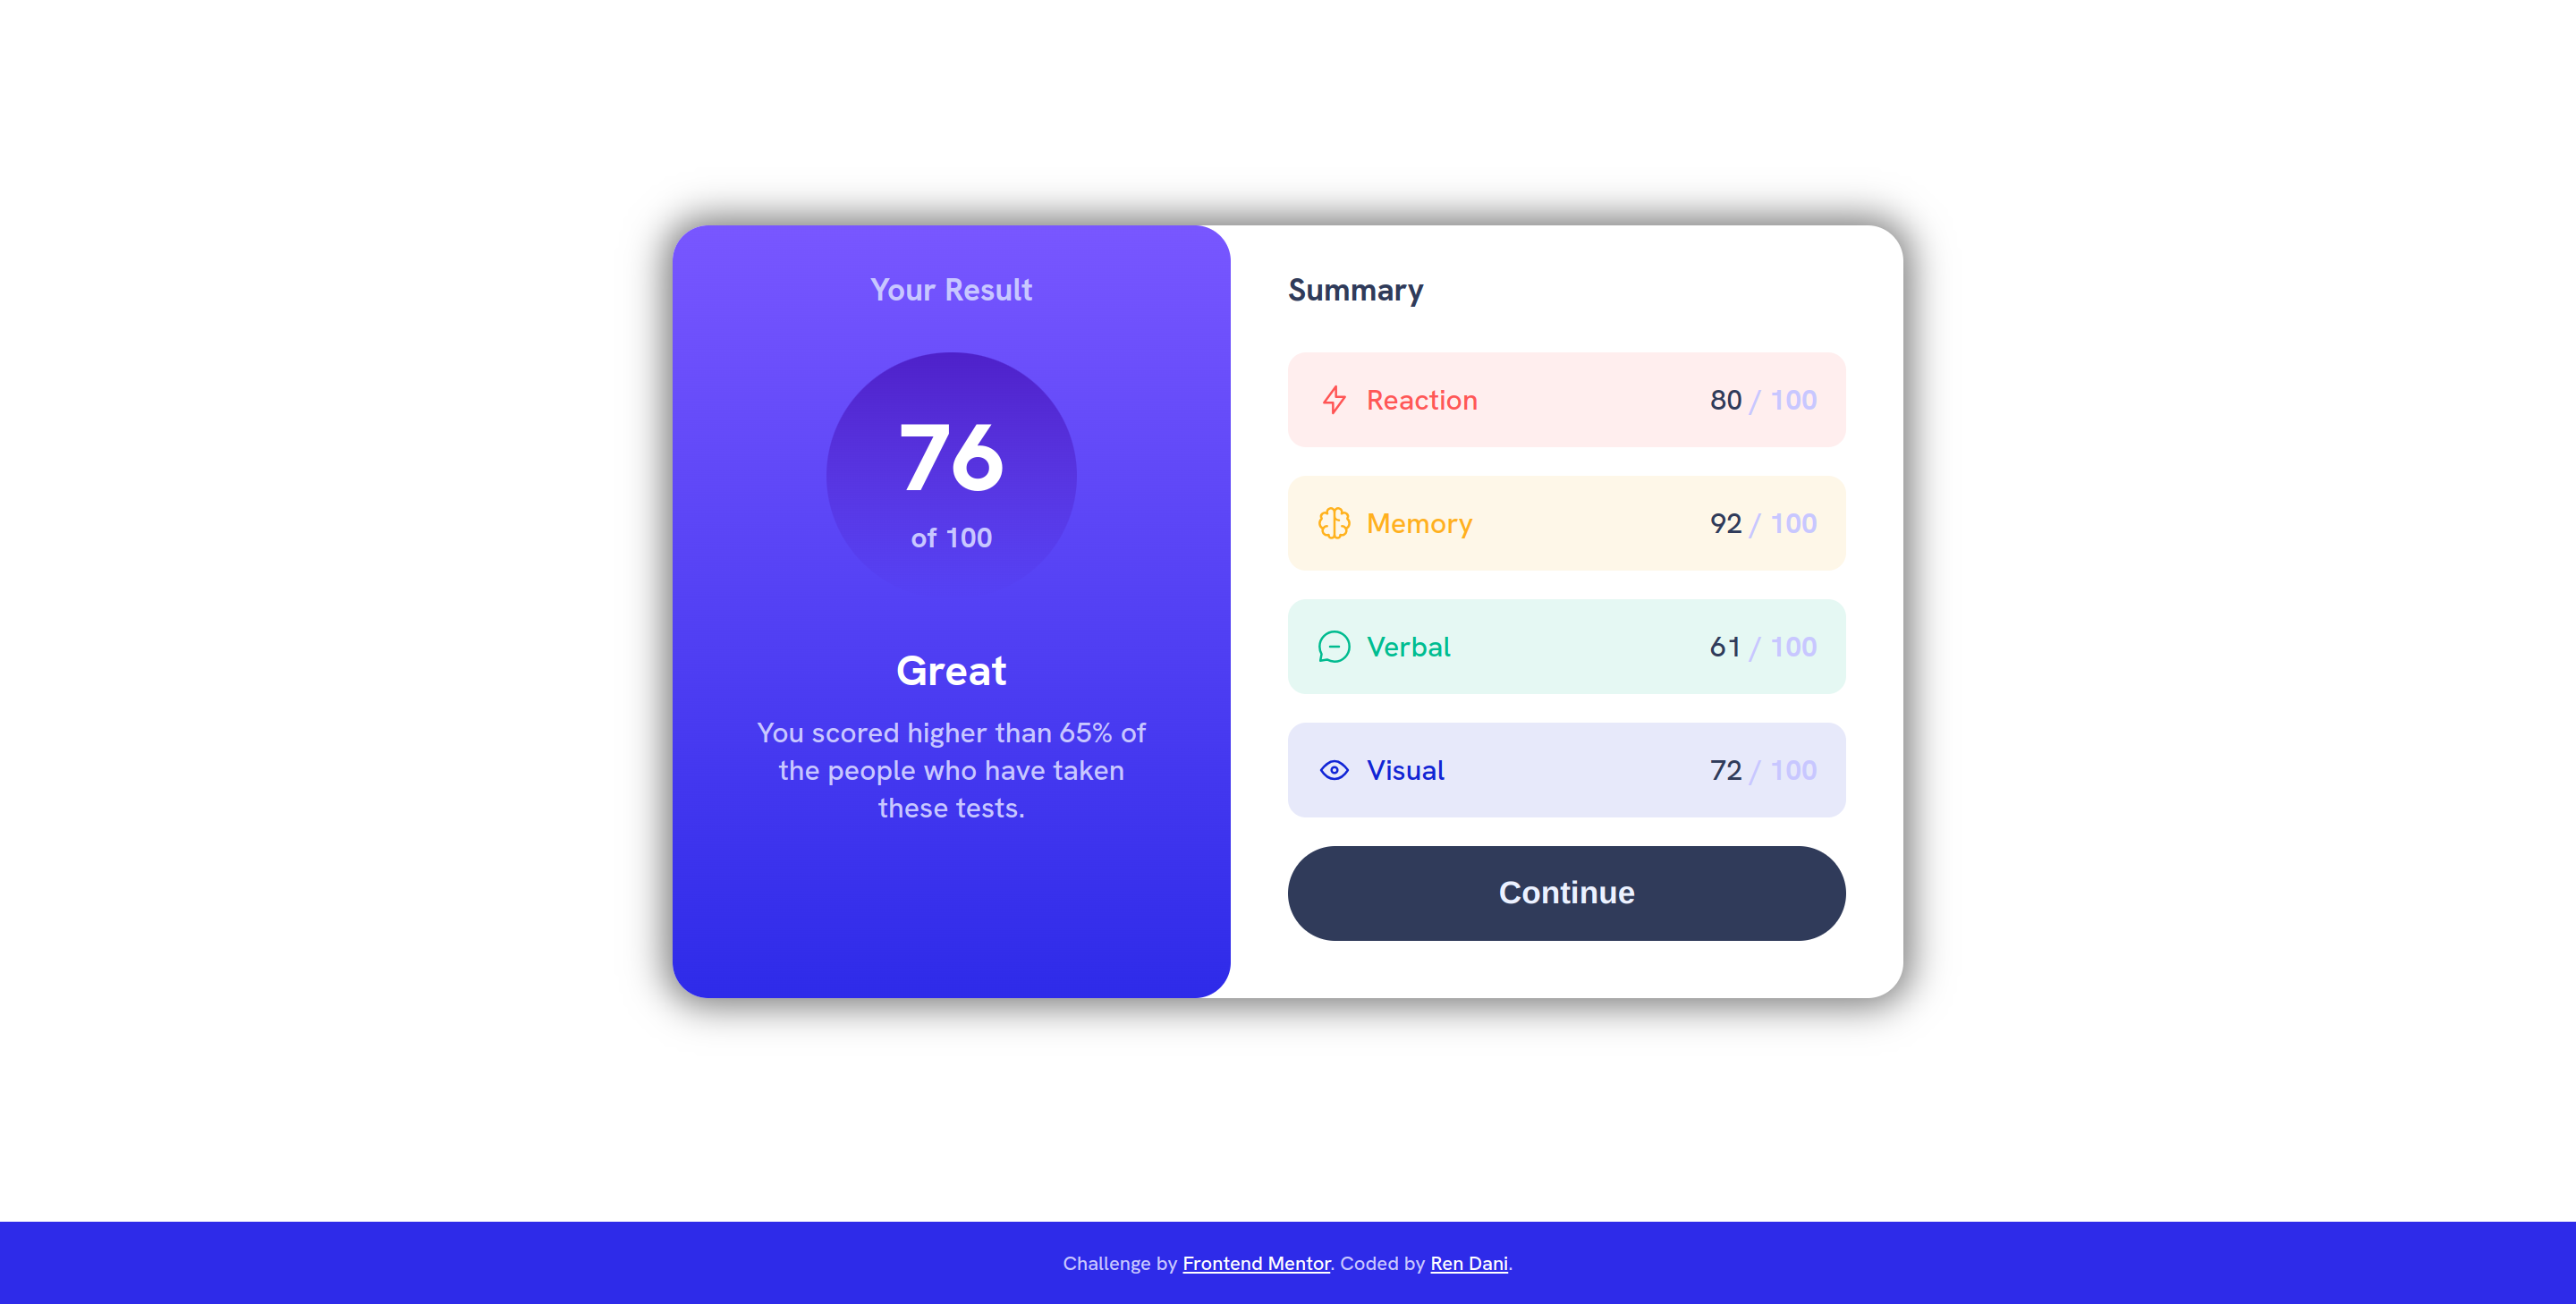 Your Result
76
of 100
Great
You scored higher than 65% of
the people who have taken
these tests.
Summary
Reaction 80 / 100
Memory 92 / 100
Verbal 61 / 100
Visual 72 / 100
Continue
Challenge by Frontend Mentor. Coded by Ren Dani.